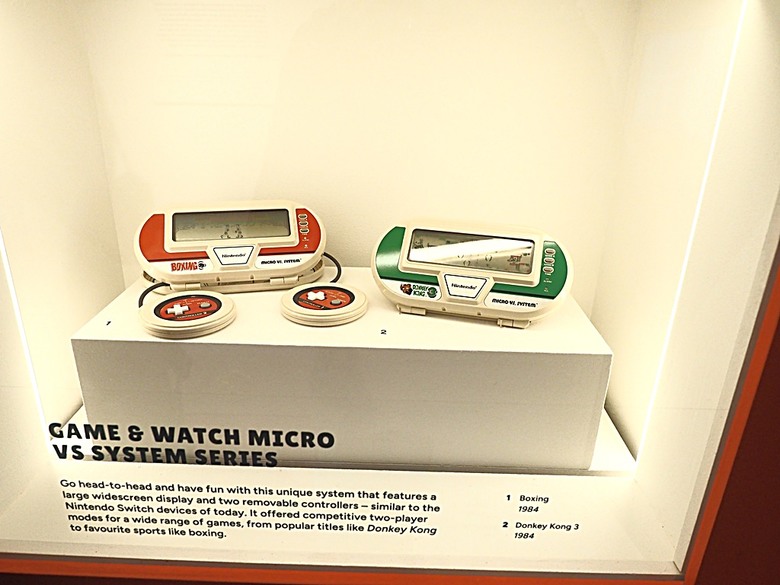 BOXING
Nintendo
MICRO VS. SYSTEM
DONKEY KONG
Nintendo
MICRO VS. SYSTEM
1
2
GAME & WATCH MICRO
VS SYSTEM SERIES
Go head-to-head and have fun with this unique system that features a
large widescreen display and two removable controllers – similar to the
Nintendo Switch devices of today. It offered competitive two-player
modes for a wide range of games, from popular titles like Donkey Kong
to favourite sports like boxing.
1 Boxing
1984
2 Donkey Kong 3
1984